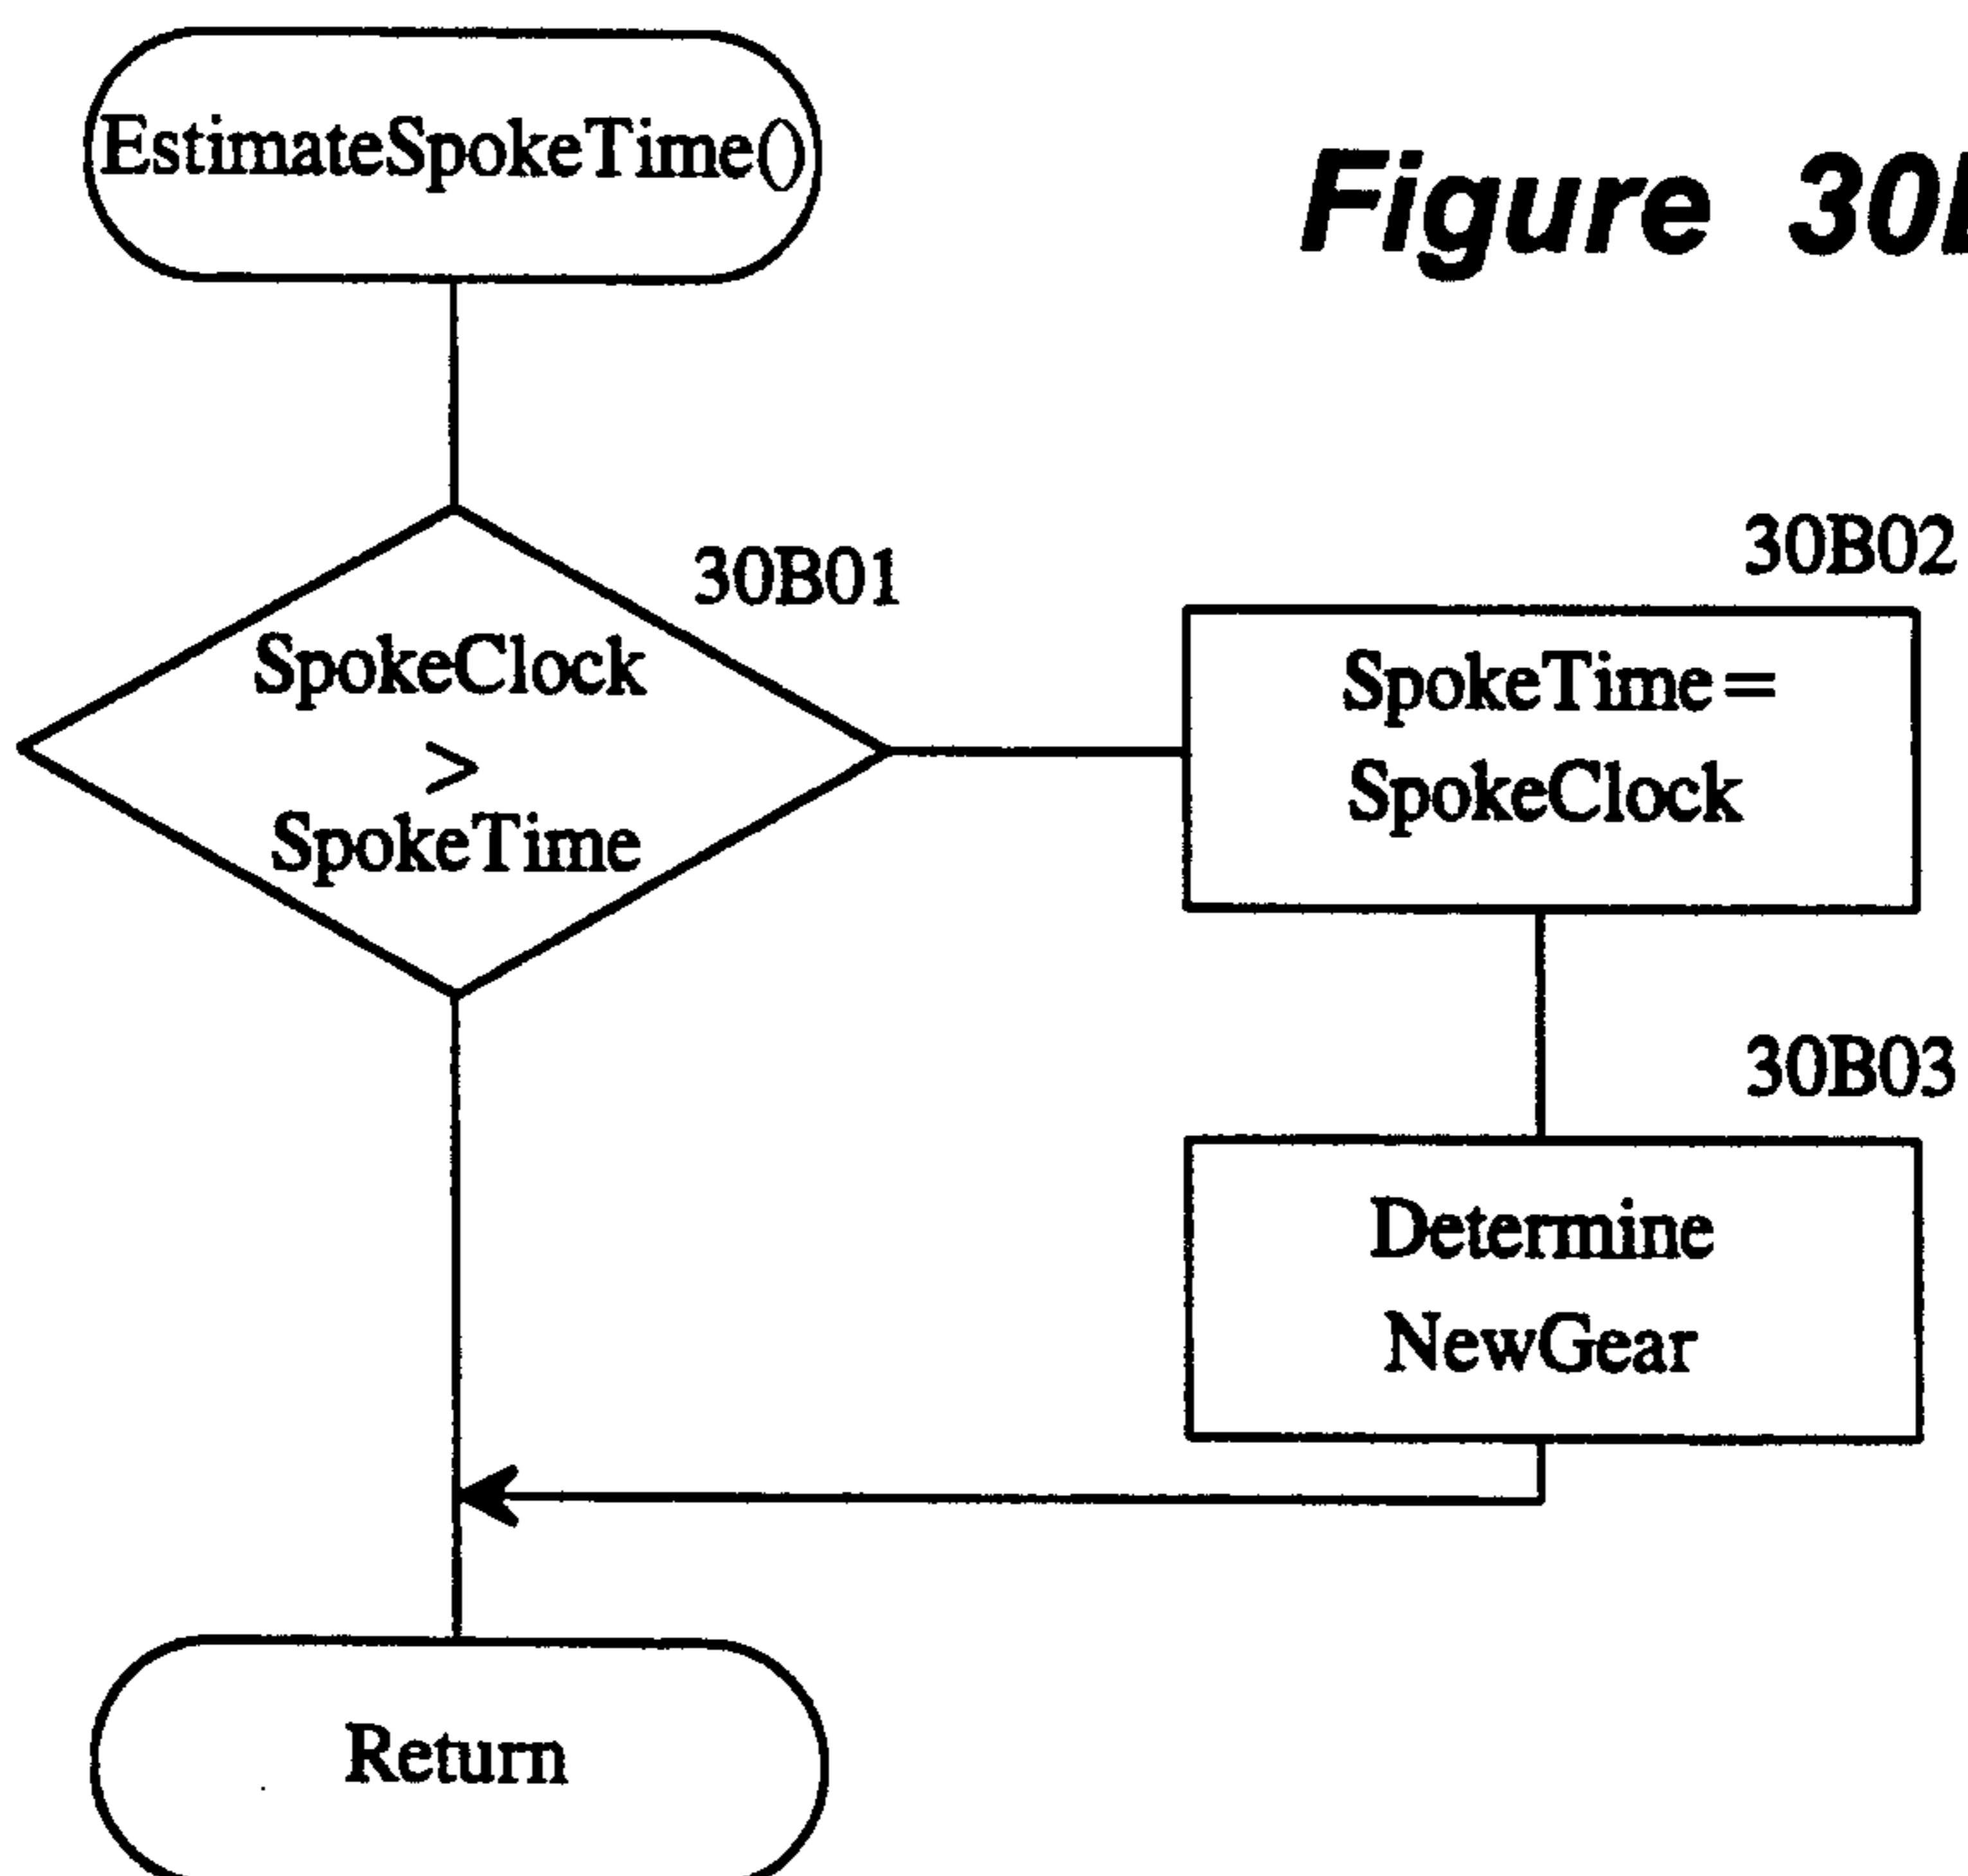 EstimateSpokeTime()
Figure 30
30B01
SpokeClock
>
SpokeTime
30B02
SpokeTime=
SpokeClock
30B03
Determine
NewGear
Return